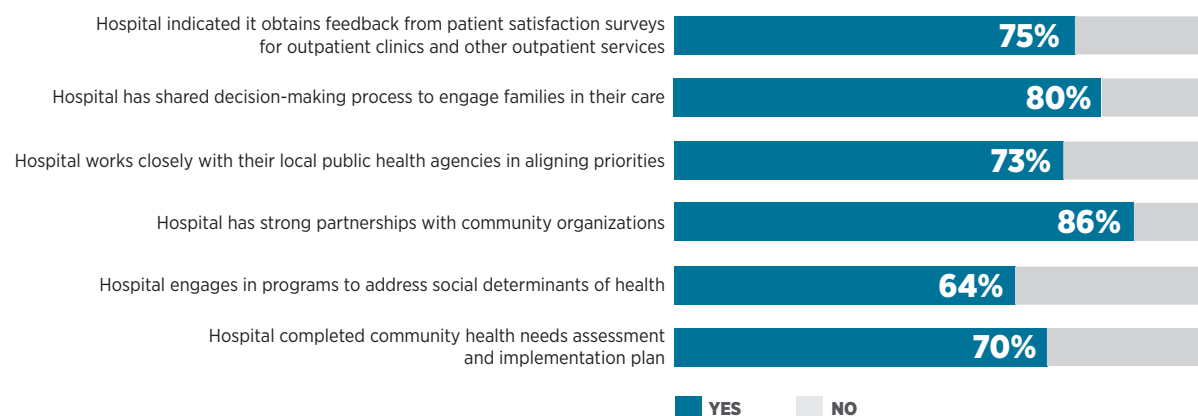 Hospital indicated it obtains feedback from patient satisfaction surveys
for outpatient clinics and other outpatient services
75%
Hospital has shared decision-making process to engage families in their care
80%
Hospital works closely with their local public health agencies in aligning priorities
73%
Hospital has strong partnerships with community organizations
86%
Hospital engages in programs to address social determinants of health
64%
Hospital completed community health needs assessment
and implementation plan
70%
YES
NO